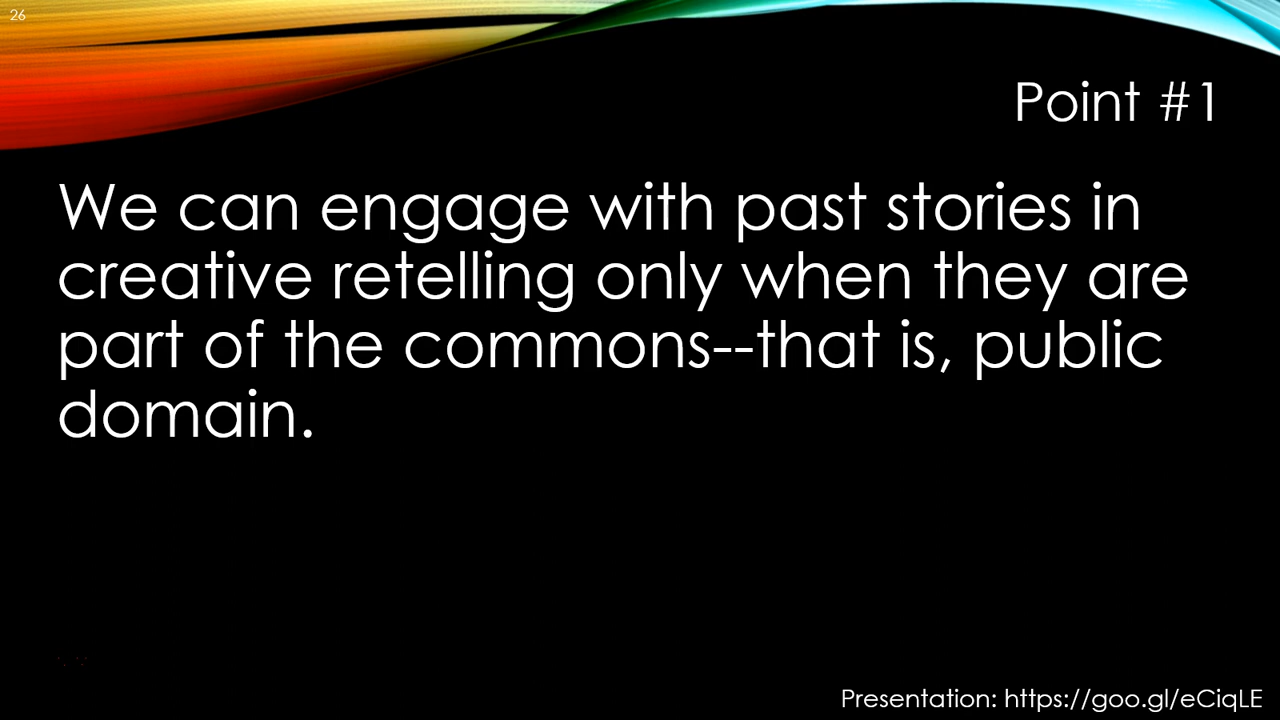 26
Point #1
We can engage with past stories in
creative retelling only when they are
part of the commons--that is, public
domain.
Presentation: https://goo.gl/eCiqLE